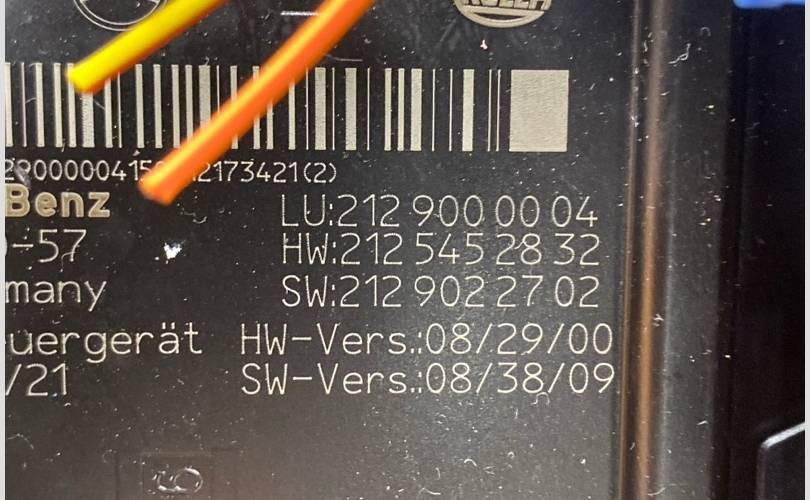 LU:212 900 00 04
Benz
HW:212 545 28 32
-57
SW:212 902 27 02
many
uergerät HW-Vers.:08/29/00
/21 SW-Vers.:08/38/09